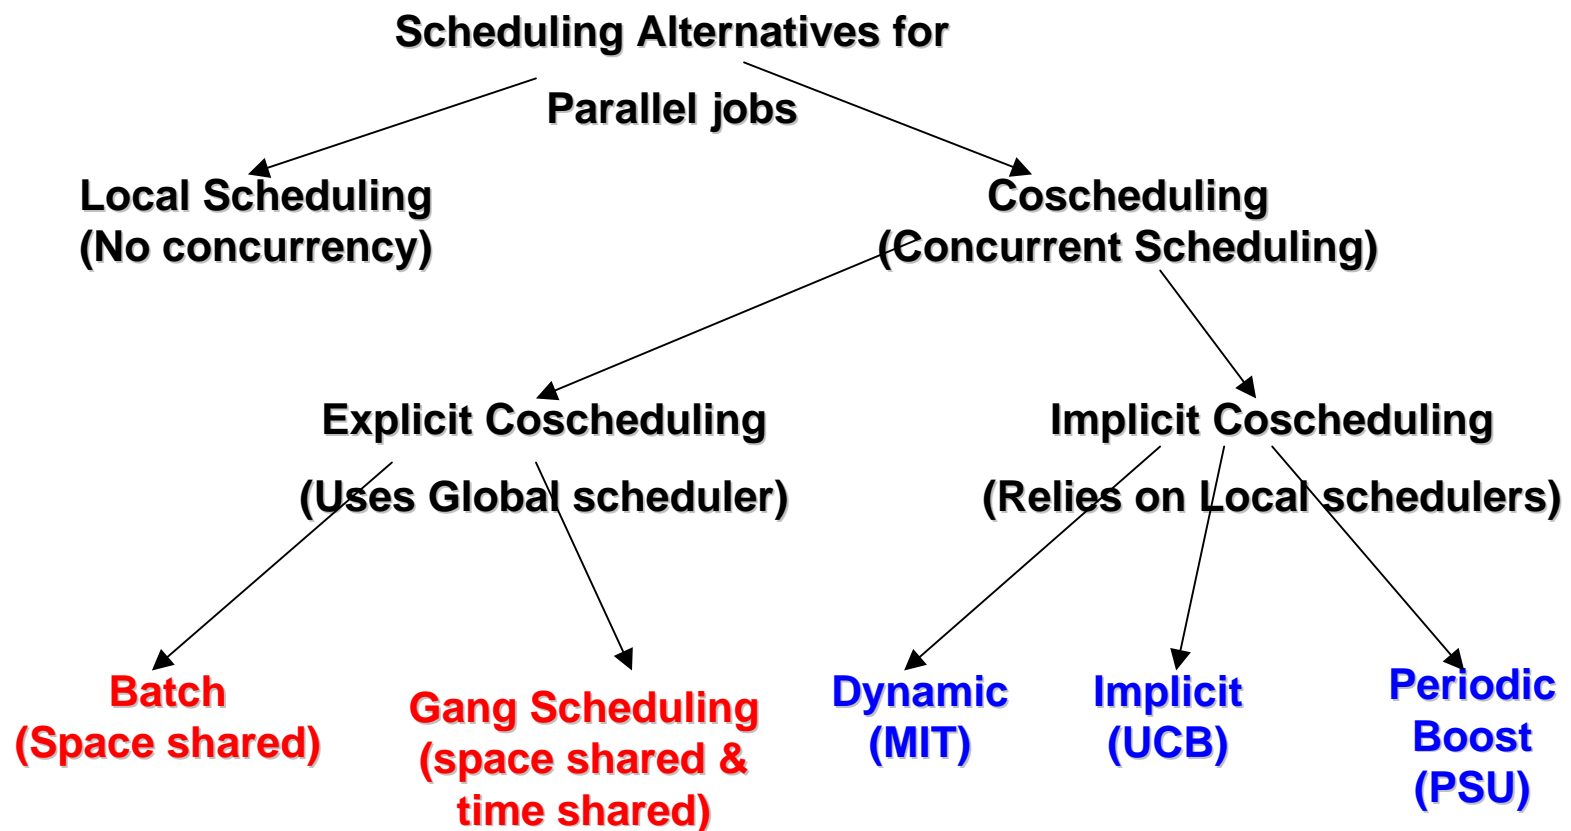 Scheduling Alternatives for
Parallel jobs
Local Scheduling
(No concurrency)
Coscheduling
(Concurrent Scheduling)
Explicit Coscheduling
(Uses Global scheduler)
Implicit Coscheduling
(Relies on Local schedulers)
Batch
(Space shared)
Gang Scheduling
(space shared &
time shared)
Dynamic
(MIT)
Implicit
(UCB)
Periodic
Boost
(PSU)